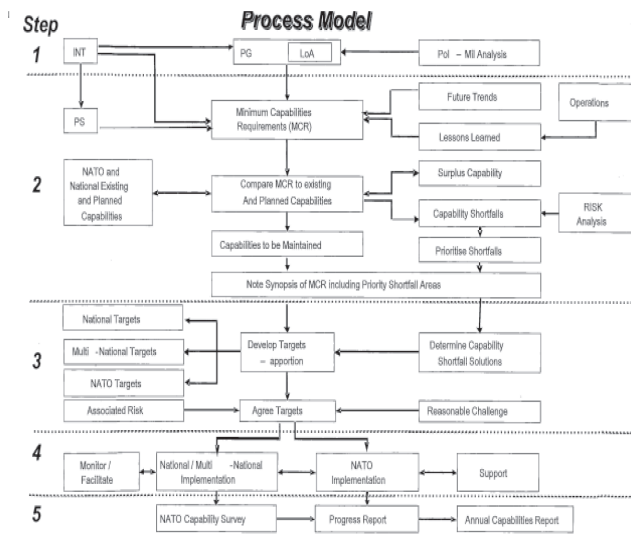 Process Model
Step
1
INT
PG
LoA
Pol – Mil Analysis
PS
Minimum Capabilities
Requirements (MCR)
Future Trends
Operations
Lessons Learned
2
NATO and
National Existing
and Planned
Capabilities
Compare MCR to existing
And Planned Capabilities
Surplus Capability
Capability Shortfalls
RISK
Analysis
Capabilities to be Maintained
Prioritise Shortfalls
Note Synopsis of MCR including Priority Shortfall Areas
3
National Targets
Multi -National Targets
NATO Targets
Develop Targets
– apportion
Determine Capability
Shortfall Solutions
Associated Risk
Agree Targets
Reasonable Challenge
4
Monitor /
Facilitate
National / Multi -National
Implementation
NATO
Implementation
Support
5
NATO Capability Survey
Progress Report
Annual Capabilities Report